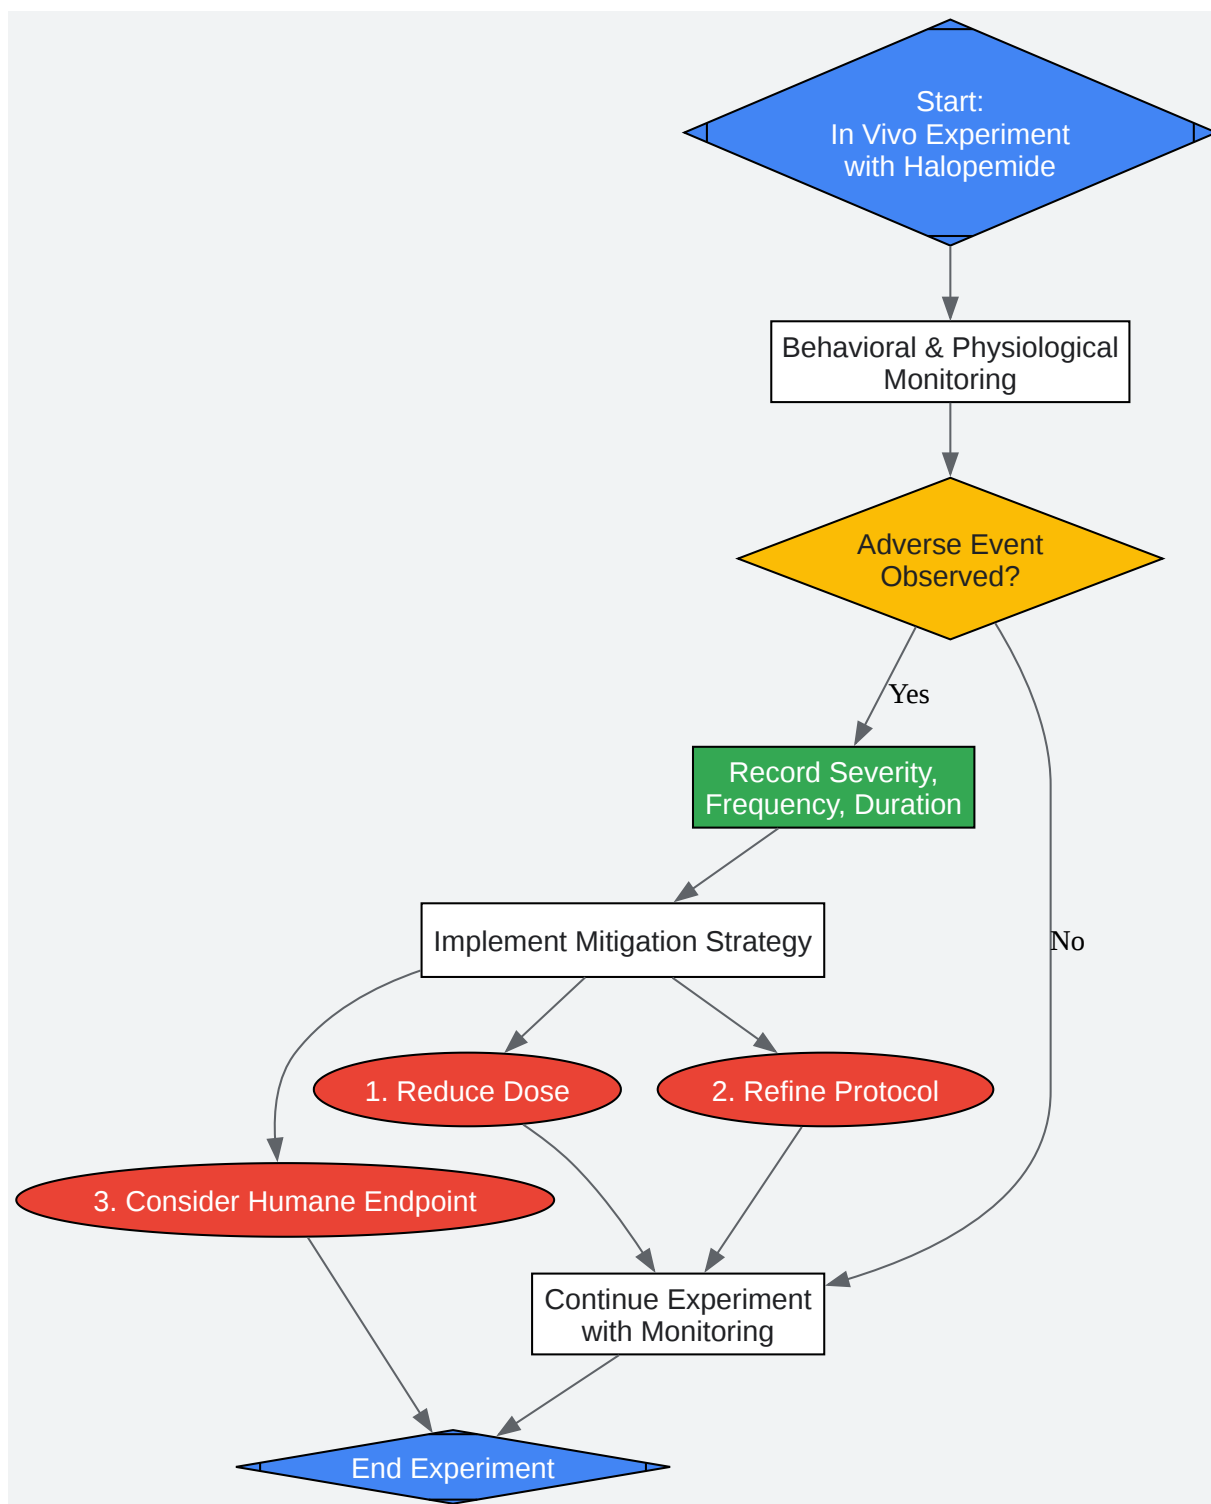 Start:
In Vivo Experiment
with Halopemide
Behavioral & Physiological
Monitoring
Adverse Event
Observed?
Yes
Record Severity,
Frequency, Duration
Implement Mitigation Strategy
No
1. Reduce Dose
2. Refine Protocol
3. Consider Humane Endpoint
Continue Experiment
with Monitoring
End Experiment